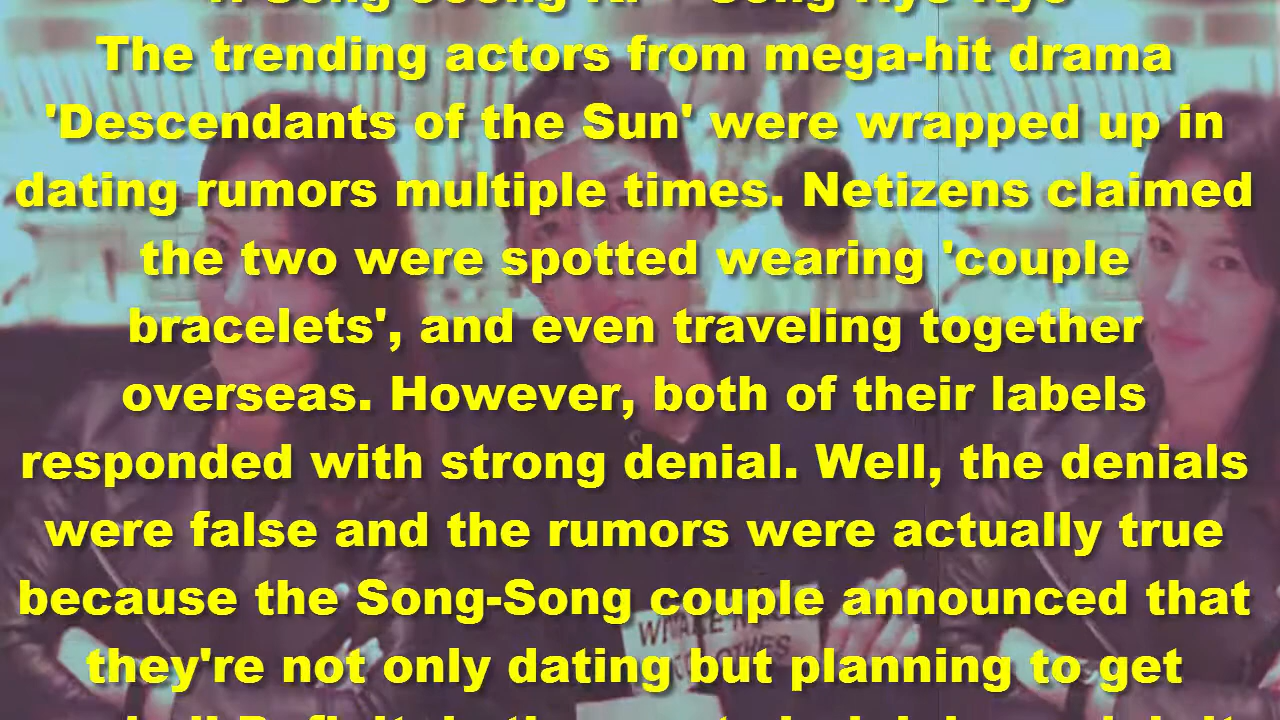 The trending actors from mega-hit drama
'Descendants of the Sun' were wrapped up in
dating rumors multiple times. Netizens claimed
the two were spotted wearing 'couple
bracelets', and even traveling together
overseas. However, both of their labels
responded with strong denial. Well, the denials
were false and the rumors were actually true
because the Song-Song couple announced that
they're not only dating but planning to get